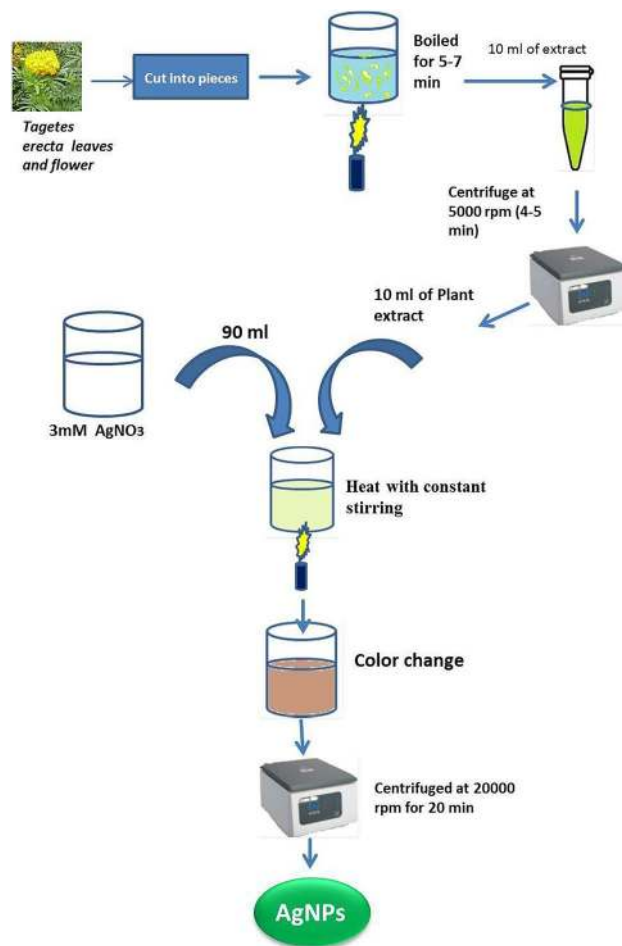 Tagetes
erecta leaves
and flower
Cut into pieces
Boiled
for 5-7
min
10 ml of extract
Centrifuge at
5000 rpm (4-5
min)
10 ml of Plant
extract
90 ml
3mM AgNO3
Heat with constant
stirring
Color change
Centrifuged at 20000
rpm for 20 min
AgNPs